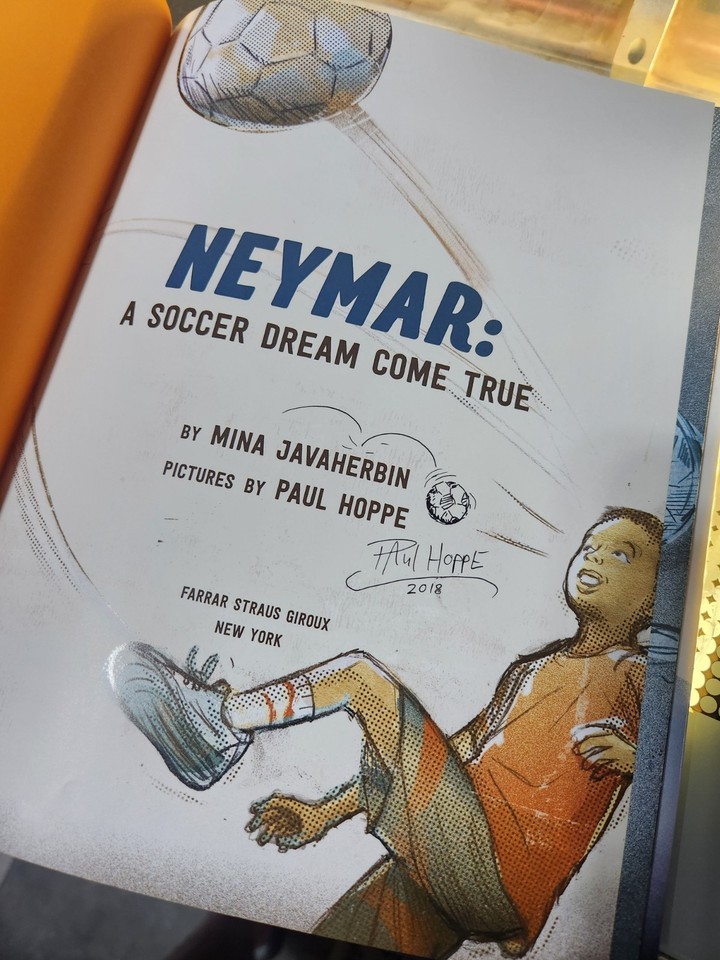 NEYMAR:
A SOCCER DREAM COME TRUE
BY MINA JAVAHERBIN
PICTURES BY PAUL HOPPE
PAul HOPPE
2018
FARRAR STRAUS GIROUX
NEW YORK